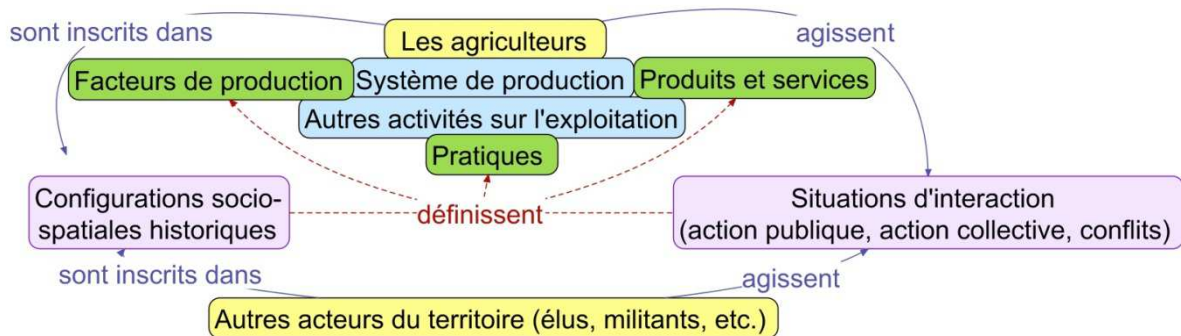 sont inscrits dans
Les agriculteurs
agissent
Facteurs de production
Système de production
Produits et services
Autres activités sur l'exploitation
Pratiques
Configurations socio-
spatiales historiques
définissent
Situations d'interaction
(action publique, action collective, conflits)
sont inscrits dans
agissent
Autres acteurs du territoire (élus, militants, etc.)